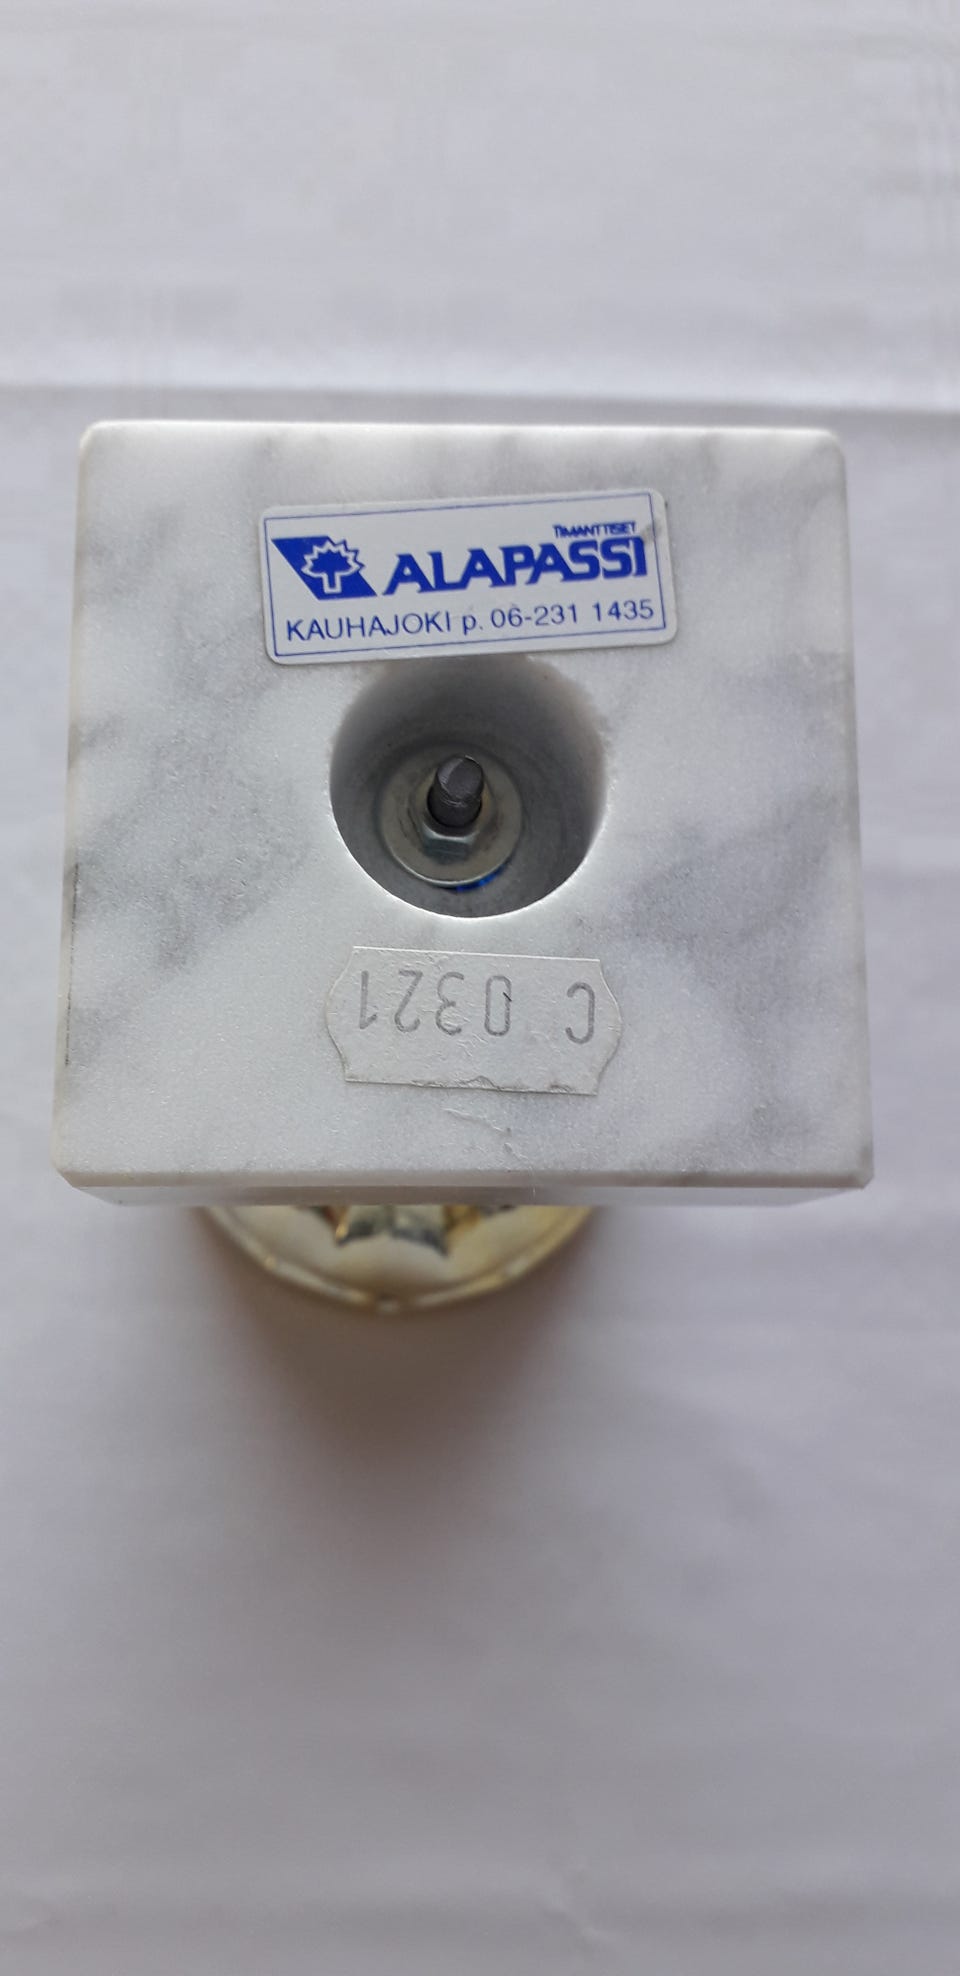 TIMANTTISET
ALAPASSI
KAUHAJOKI p. 06-231 1435
C 0321